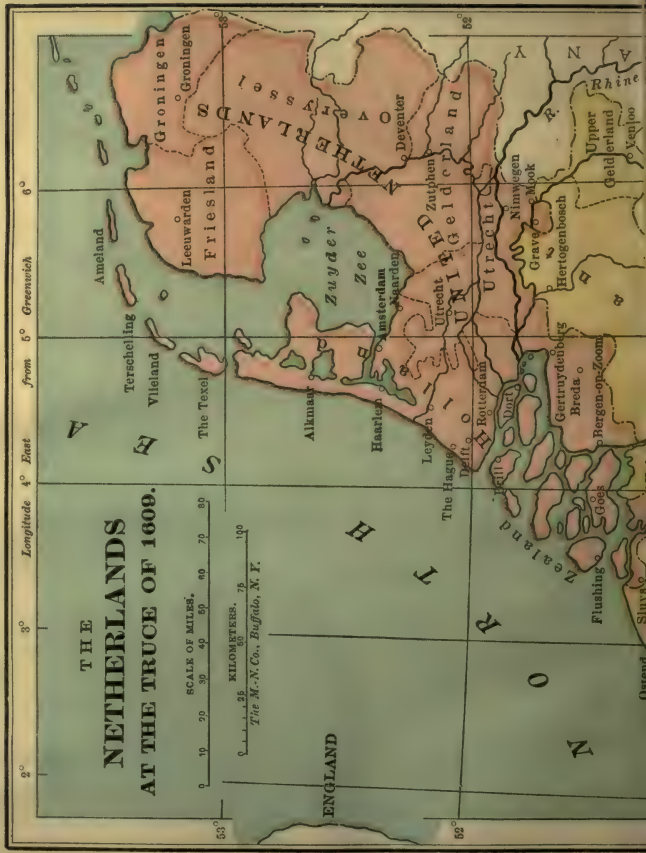 THE
NETHERLANDS
AT THE TRUCE OF 1609.
SCALE OF MILES.
0 10 20 30 40 50 60 70 80
KILOMETERS.
0 25 50 75 100
The M.-N. Co., Buffalo, N. Y.
Longitude 4° East from 5° Greenwich 6°
2°
3°
53°
53°
52°
52°
NORTH SEA
ENGLAND
Ameland
Terschelling
Vlieland
The Texel
Groningen
Groningen
Leeuwarden
Friesland
Zuyder
Zee
UNITED NETHERLANDS
Overyssel
Deventer
Zutphen
Gelderland
Alkmaar
Haarlem
Amsterdam
Naarden
Utrecht
Utrecht
Leyden
The Hague
Delft
Rotterdam
Holland
Dort
Brill
Zealand
Goes
Flushing
Sluys
Ostend
Gertruydenberg
Breda
Bergen-op-Zoom
Hertogenbosch
Grave
Mook
Nimwegen
Upper
Gelderland
Venloo
R. Rhine
A N Y